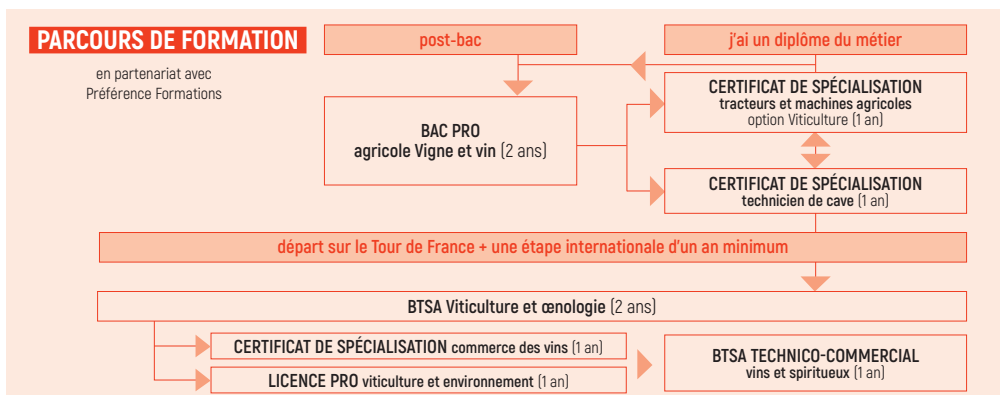 PARCOURS DE FORMATION
en partenariat avec
Préférence Formations
post-bac
j'ai un diplôme du métier
BAC PRO
agricole Vigne et vin (2 ans)
CERTIFICAT DE SPÉCIALISATION
tracteurs et machines agricoles
option Viticulture (1 an)
CERTIFICAT DE SPÉCIALISATION
technicien de cave (1 an)
départ sur le Tour de France + une étape internationale d'un an minimum
BTSA Viticulture et œnologie (2 ans)
CERTIFICAT DE SPÉCIALISATION commerce des vins (1 an)
LICENCE PRO viticulture et environnement (1 an)
BTSA TECHNICO-COMMERCIAL
vins et spiritueux (1 an)